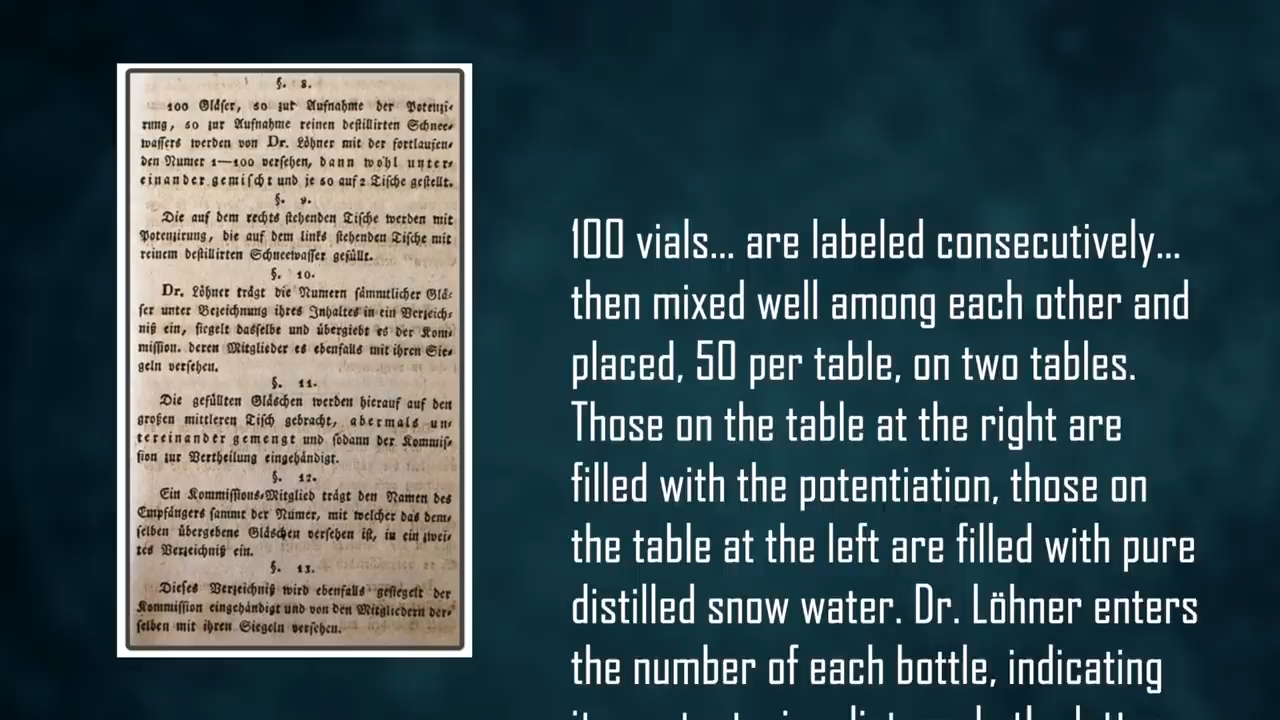 §. 8.
100 Gläser, 50 zur Aufnahme der Potenzi-
rung, 50 zur Aufnahme reinen destillirten Schnee-
wassers werden von Dr. Löhner mit der fortlaufen-
den Numer 1—100 versehen, dann wohl unter-
einander gemischt und je 50 auf 2 Tische gestellt.
§. 9.
Die auf dem rechts stehenden Tische werden mit
Potenzirung, die auf dem links stehenden Tische mit
reinem destillirten Schneewasser gefüllt.
§. 10.
Dr. Löhner trägt die Numern sämmtlicher Glä-
ser unter Bezeichnung ihres Inhaltes in ein Verzeich-
niß ein, siegelt dasselbe und übergiebt es der Kom-
mission. deren Mitglieder es ebenfalls mit ihren Sie-
geln versehen.
§. 11.
Die gefüllten Gläschen werden hierauf auf den
großen mittleren Tisch gebracht, abermals un-
tereinander gemengt und sodann der Kommis-
sion zur Vertheilung eingehändigt.
§. 12.
Ein Kommissions-Mitglied trägt den Namen des
Empfängers sammt der Numer, mit welcher das dem-
selben übergebene Gläschen versehen ist, in ein zwei-
tes Verzeichniß ein.
§. 13.
Dieses Verzeichniß wird ebenfalls gesiegelt der
Kommission eingehändigt und von den Mitgliedern der-
selben mit ihren Siegeln versehen.
100 vials... are labeled consecutively...
then mixed well among each other and
placed, 50 per table, on two tables.
Those on the table at the right are
filled with the potentiation, those on
the table at the left are filled with pure
distilled snow water. Dr. Löhner enters
the number of each bottle, indicating